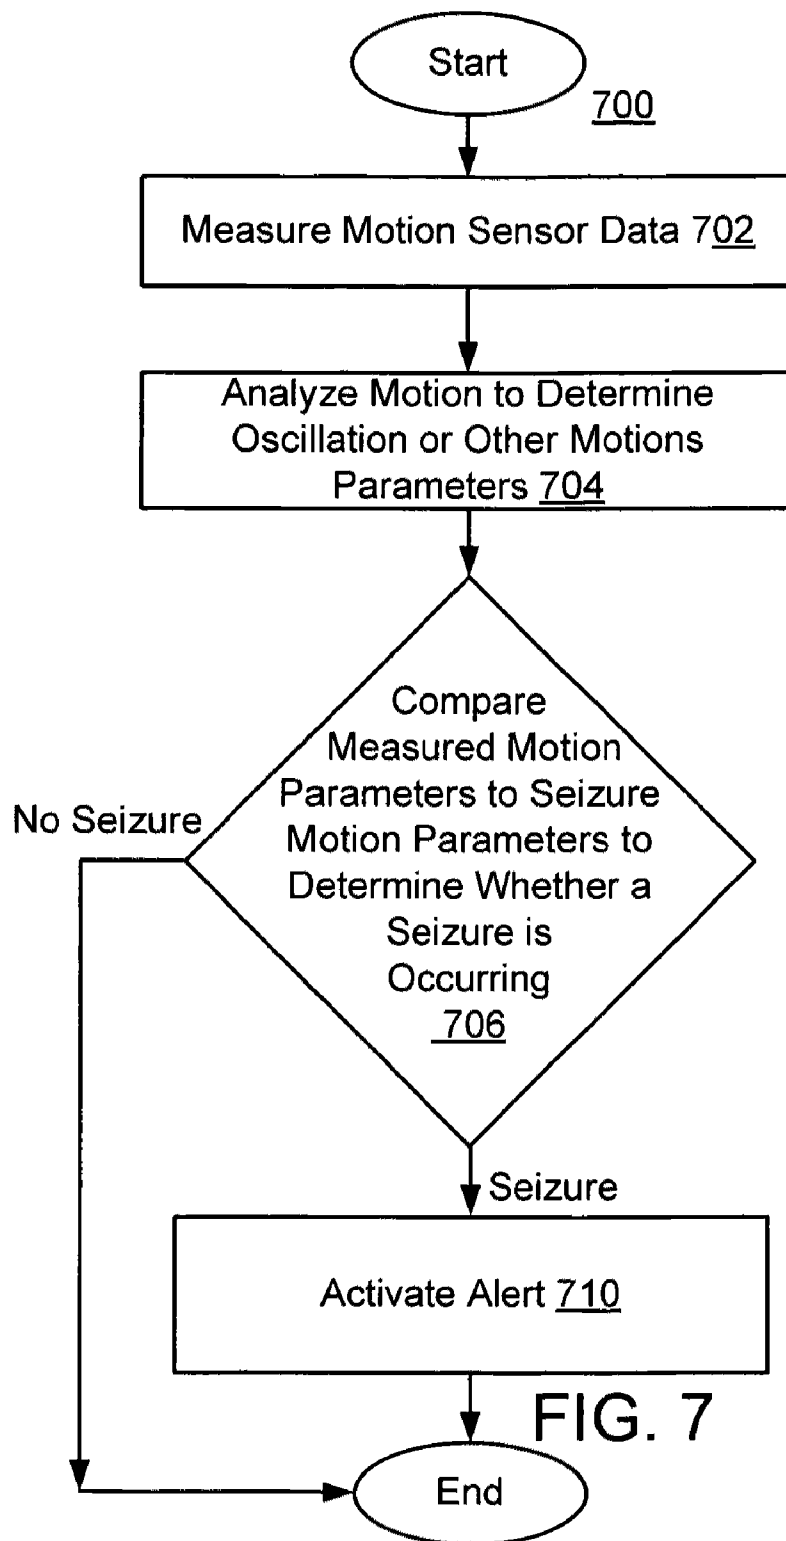 Start
700
Measure Motion Sensor Data 702
Analyze Motion to Determine
Oscillation or Other Motions
Parameters 704
Compare
Measured Motion
Parameters to Seizure
Motion Parameters to
Determine Whether a
Seizure is
Occurring
706
No Seizure
Seizure
Activate Alert 710
FIG. 7
End